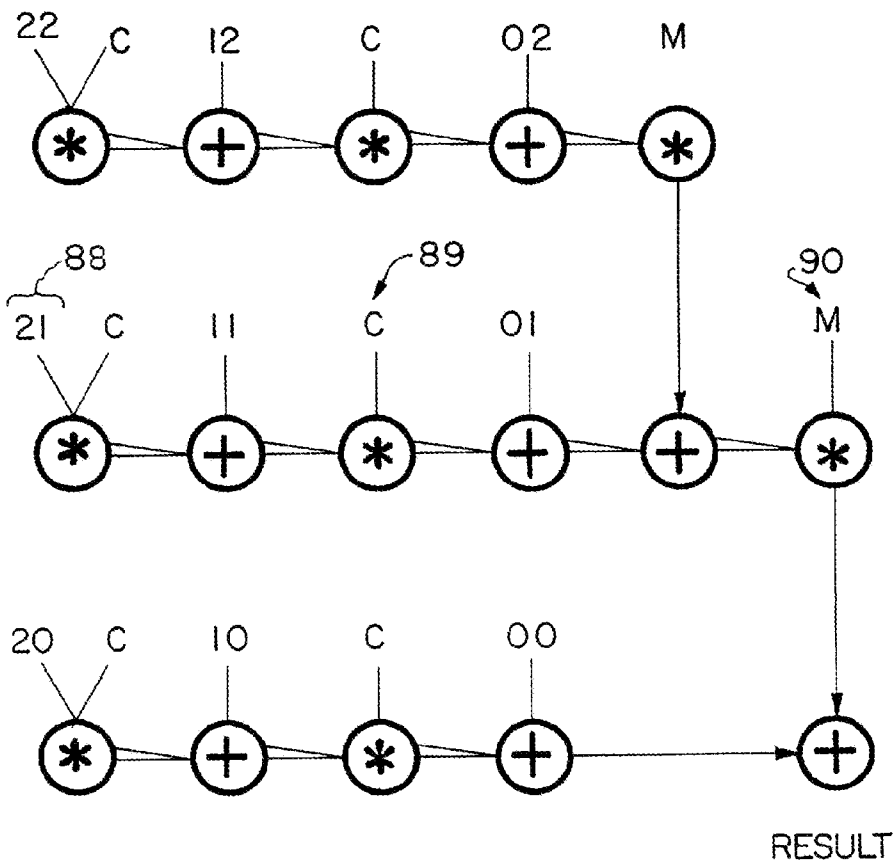 22 C 12 C 02 M
* + * + *
88 89 90
21 C 11 C 01 M
* + * + + *
20 C 10 C 00
* + * + +
RESULT